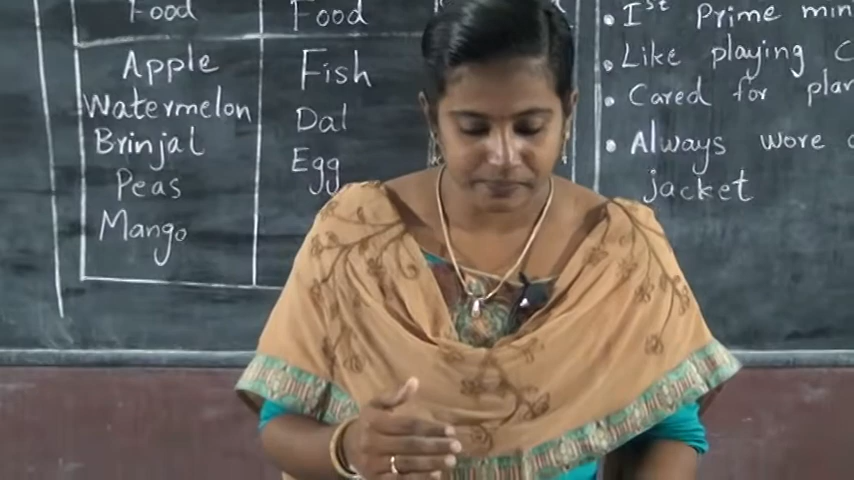 Food
Apple
Watermelon
Brinjal
Peas
Mango
Food
Fish
Dal
Egg
• Ist Prime
• Like playing
• Cared for
• Always wore
jacket